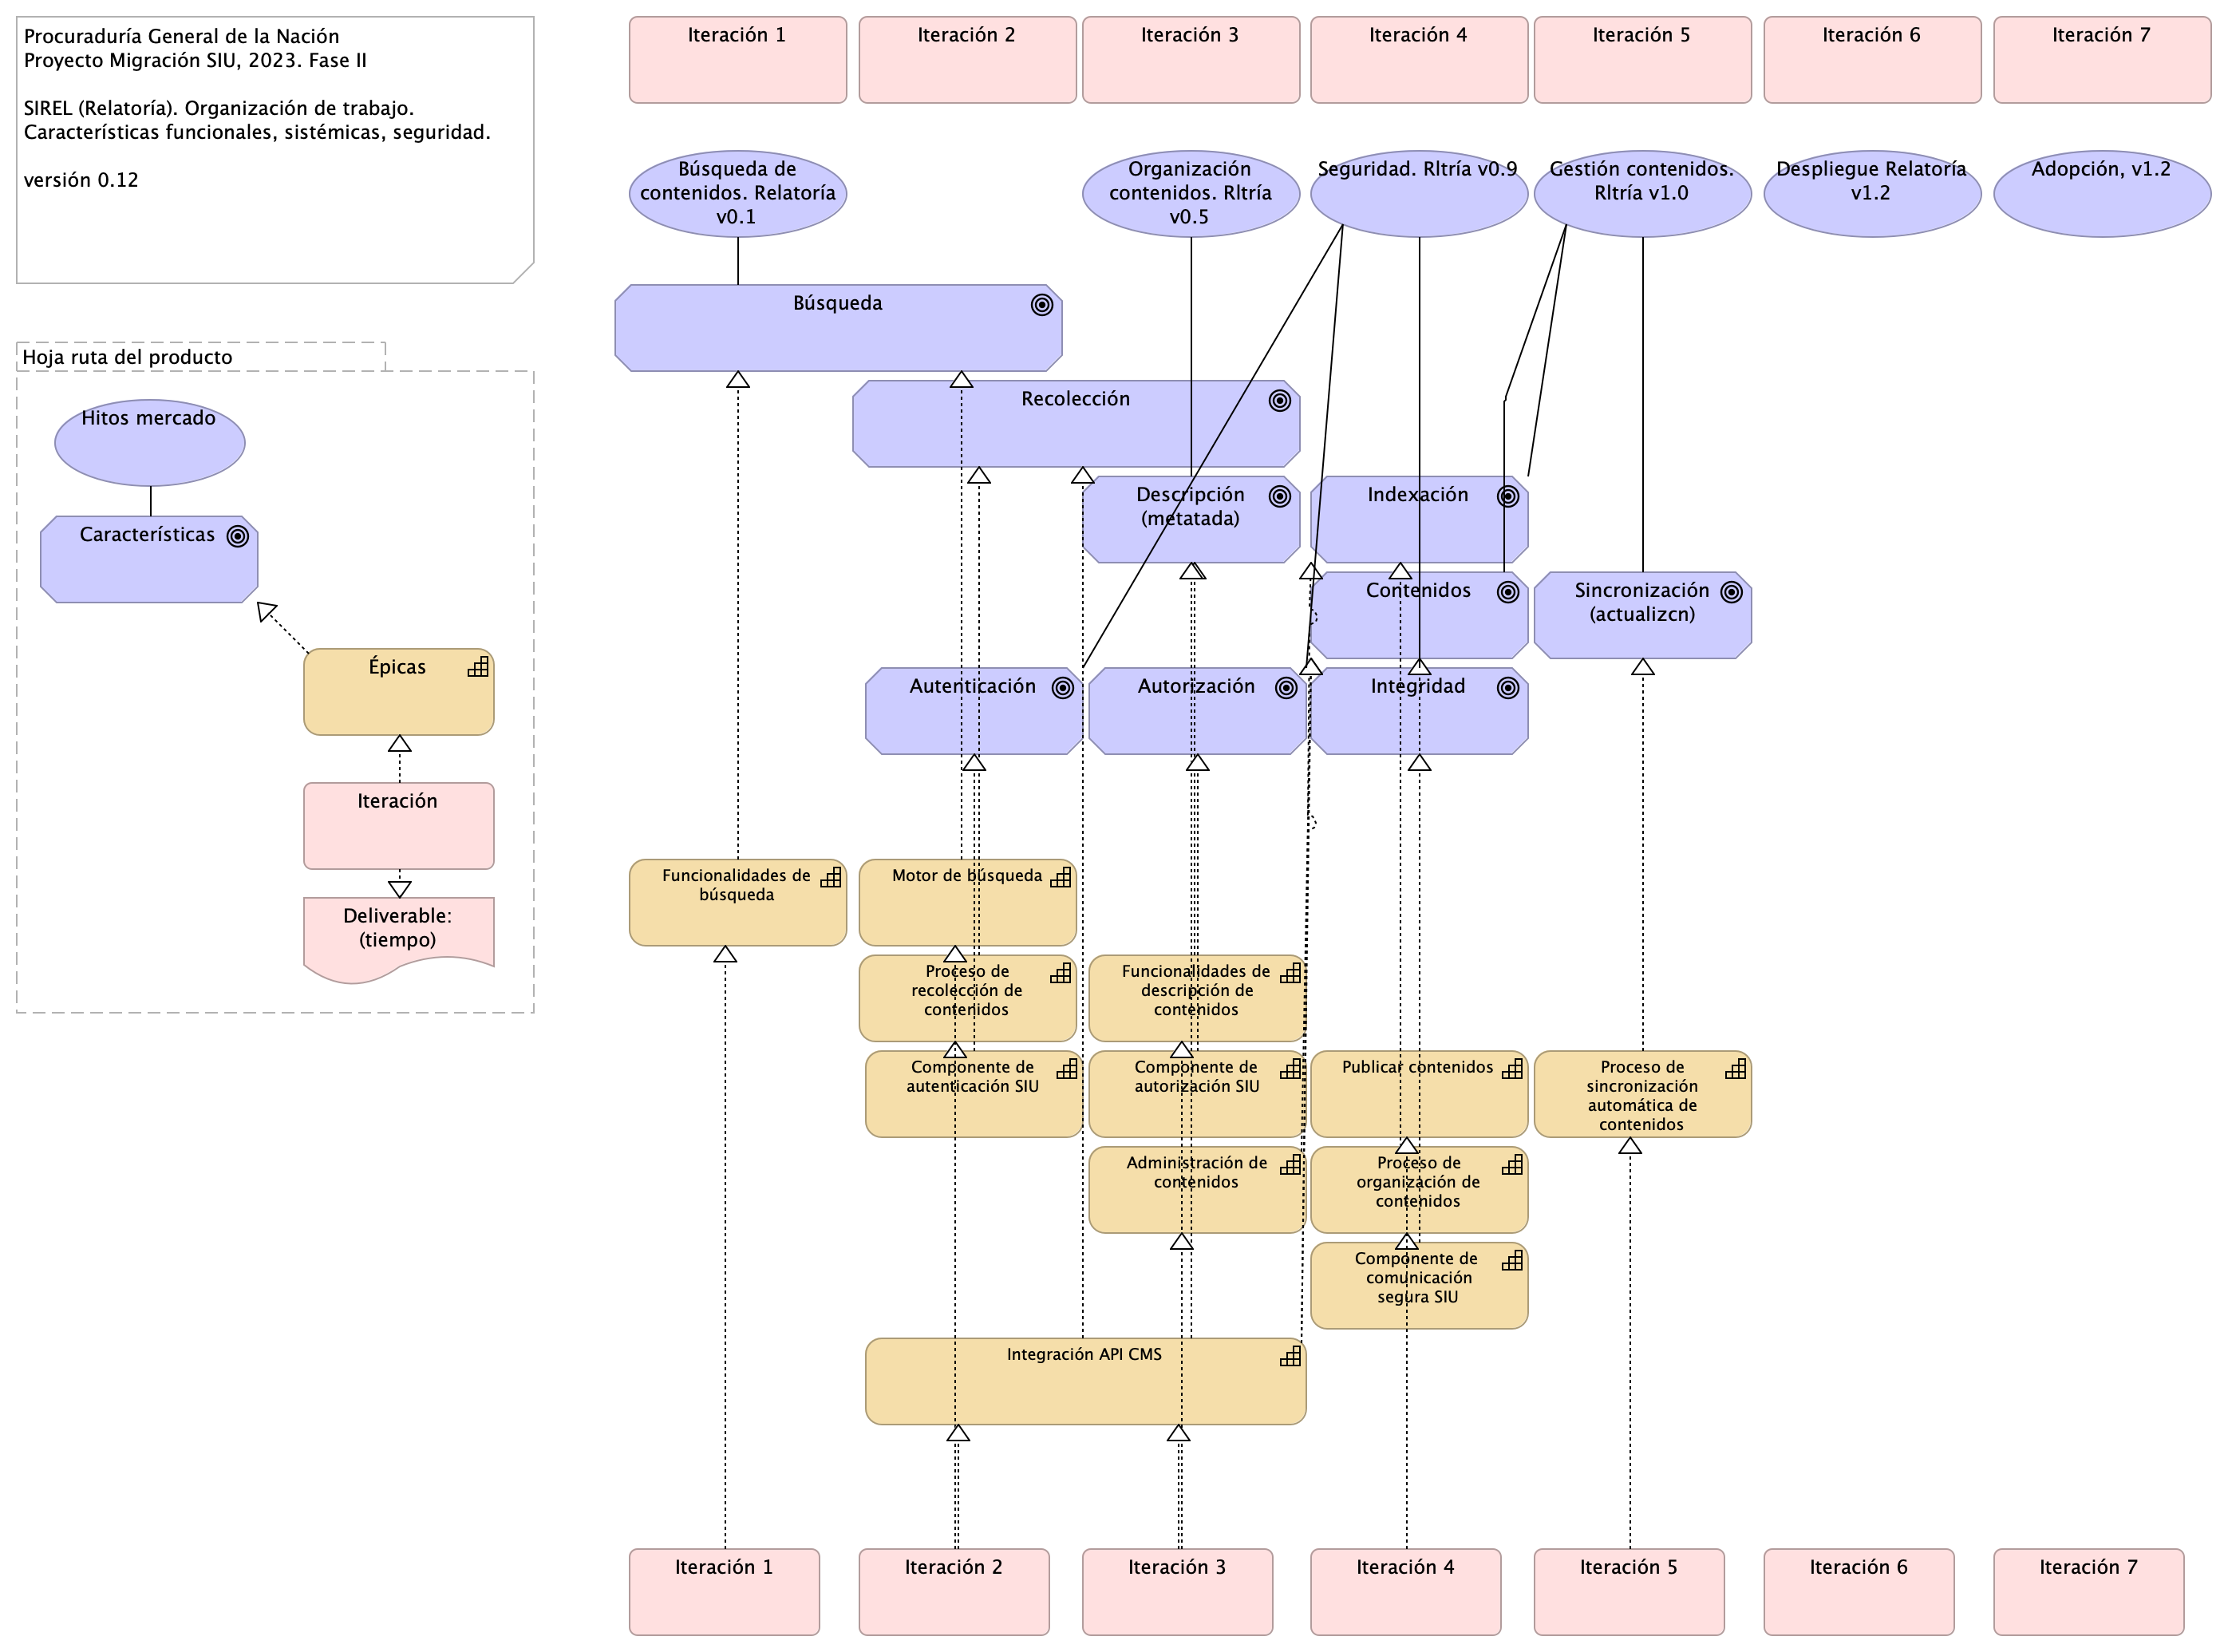 Procuraduría General de la Nación
Proyecto Migración SIU, 2023. Fase II
SIREL (Relatoría). Organización de trabajo.
Características funcionales, sistémicas, seguridad.
versión 0.12
Hoja ruta del producto
Hitos mercado
Características
Épicas
Iteración
Deliverable:
(tiempo)
Iteración 1
Iteración 2
Iteración 3
Iteración 4
Iteración 5
Iteración 6
Iteración 7
Búsqueda de
contenidos. Relatoría
v0.1
Organización
contenidos. Rltría
v0.5
Seguridad. Rltría v0.9
Gestión contenidos.
Rltría v1.0
Despliegue Relatoría
v1.2
Adopción, v1.2
Búsqueda
Recolección
Descripción
(metatada)
Indexación
Contenidos
Sincronización
(actualizcn)
Autenticación
Autorización
Integridad
Funcionalidades de
búsqueda
Motor de búsqueda
Proceso de
recolección de
contenidos
Funcionalidades de
descripción de
contenidos
Componente de
autenticación SIU
Componente de
autorización SIU
Publicar contenidos
Proceso de
sincronización
automática de
contenidos
Administración de
contenidos
Proceso de
organización de
contenidos
Componente de
comunicación
segura SIU
Integración API CMS
Iteración 1
Iteración 2
Iteración 3
Iteración 4
Iteración 5
Iteración 6
Iteración 7